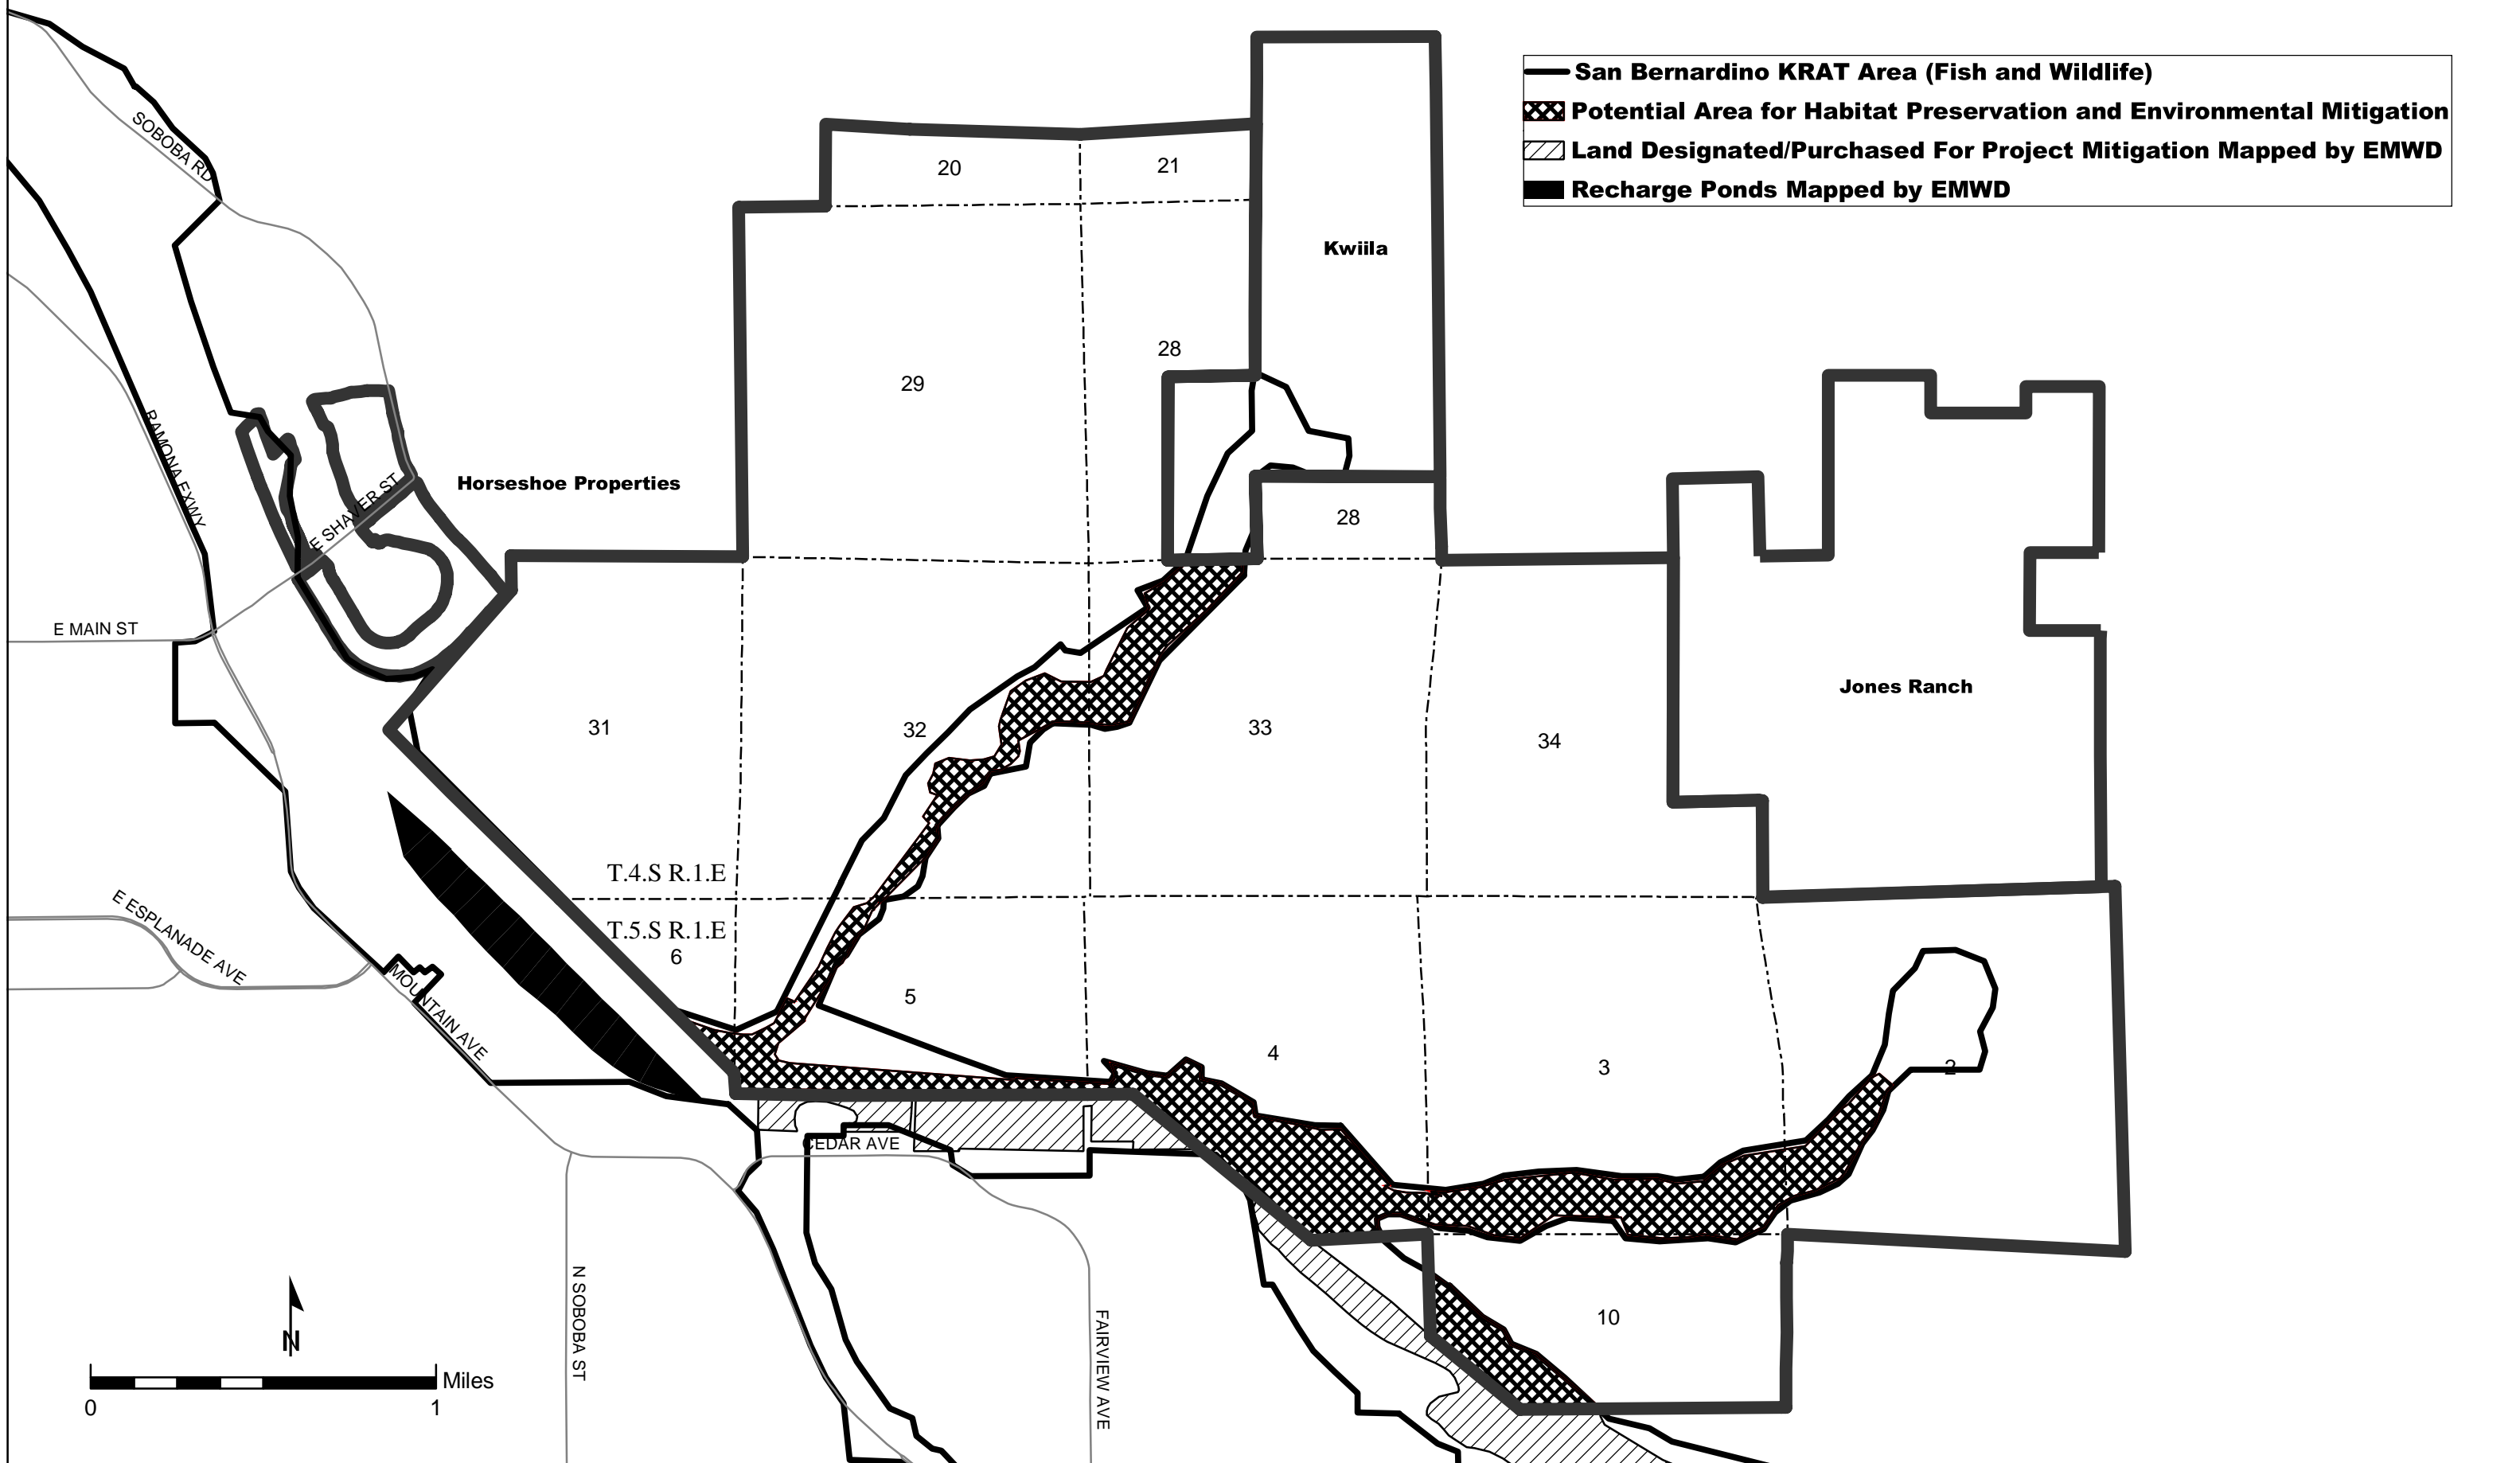 San Bernardino KRAT Area (Fish and Wildlife)
Potential Area for Habitat Preservation and Environmental Mitigation
Land Designated/Purchased For Project Mitigation Mapped by EMWD
Recharge Ponds Mapped by EMWD
SOBOBA RD
20
21
Kwiila
28
29
RAMONA EXWY
Horseshoe Properties
E SHAVER ST
28
E MAIN ST
Jones Ranch
31
32
33
34
T.4.S R.1.E
T.5.S R.1.E
E ESPLANADE AVE
6
MOUNTAIN AVE
5
4
3
2
CEDAR AVE
N SOBOBA ST
FAIRVIEW AVE
10
N
Miles
0
1